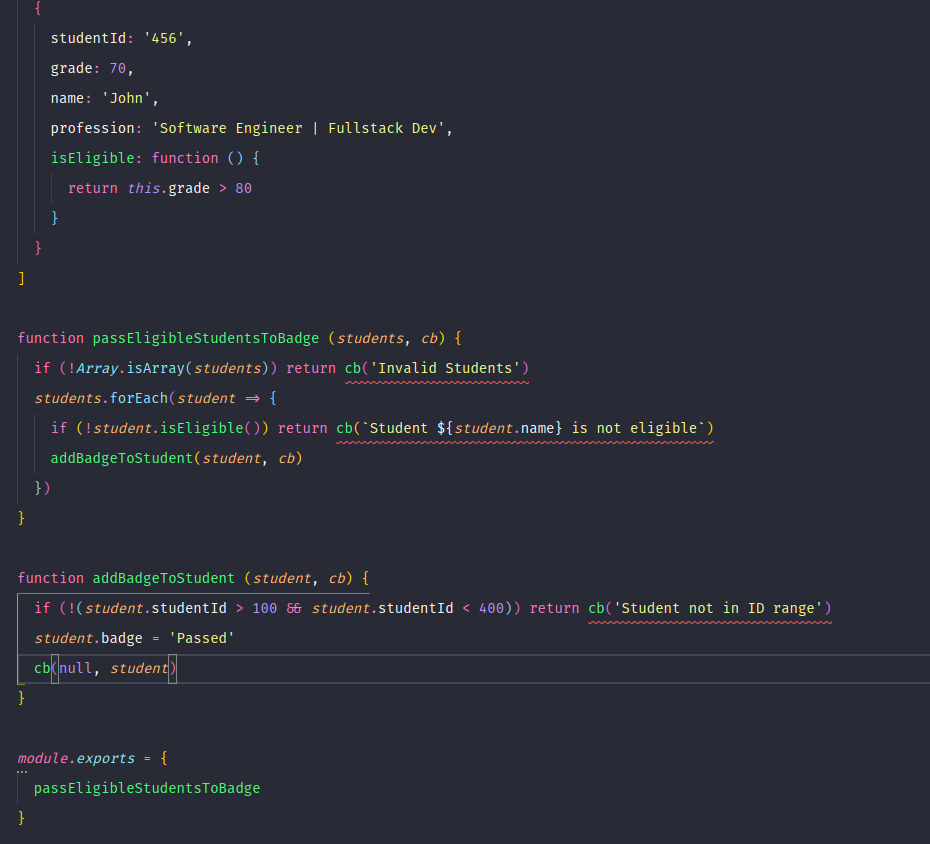 {
studentId: '456',
grade: 70,
name: 'John',
profession: 'Software Engineer | Fullstack Dev',
isEligible: function () {
return this.grade > 80
}
}
]
function passEligibleStudentsToBadge (students, cb) {
if (!Array.isArray(students)) return cb('Invalid Students')
students.forEach(student => {
if (!student.isEligible()) return cb(`Student ${student.name} is not eligible`)
addBadgeToStudent(student, cb)
})
}
function addBadgeToStudent (student, cb) {
if (!(student.studentId > 100 && student.studentId < 400)) return cb('Student not in ID range')
student.badge = 'Passed'
cb(null, student)
}
module.exports = {
passEligibleStudentsToBadge
}